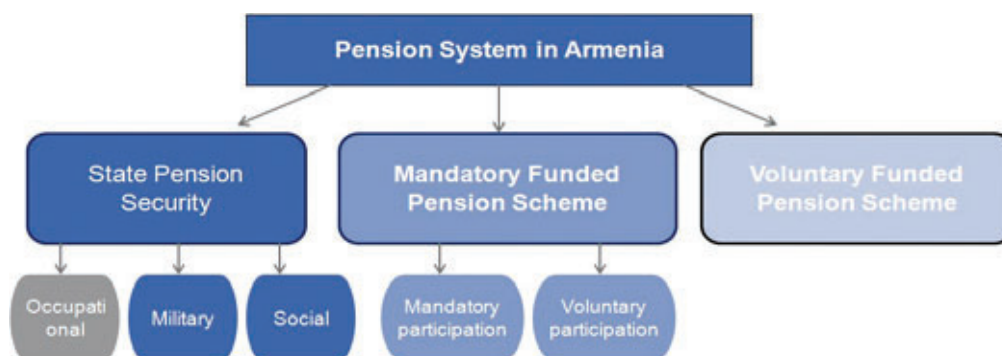 Pension System in Armenia
State Pension
Security
Mandatory Funded
Pension Scheme
Voluntary Funded
Pension Scheme
Occupati
onal
Military
Social
Mandatory
participation
Voluntary
participation